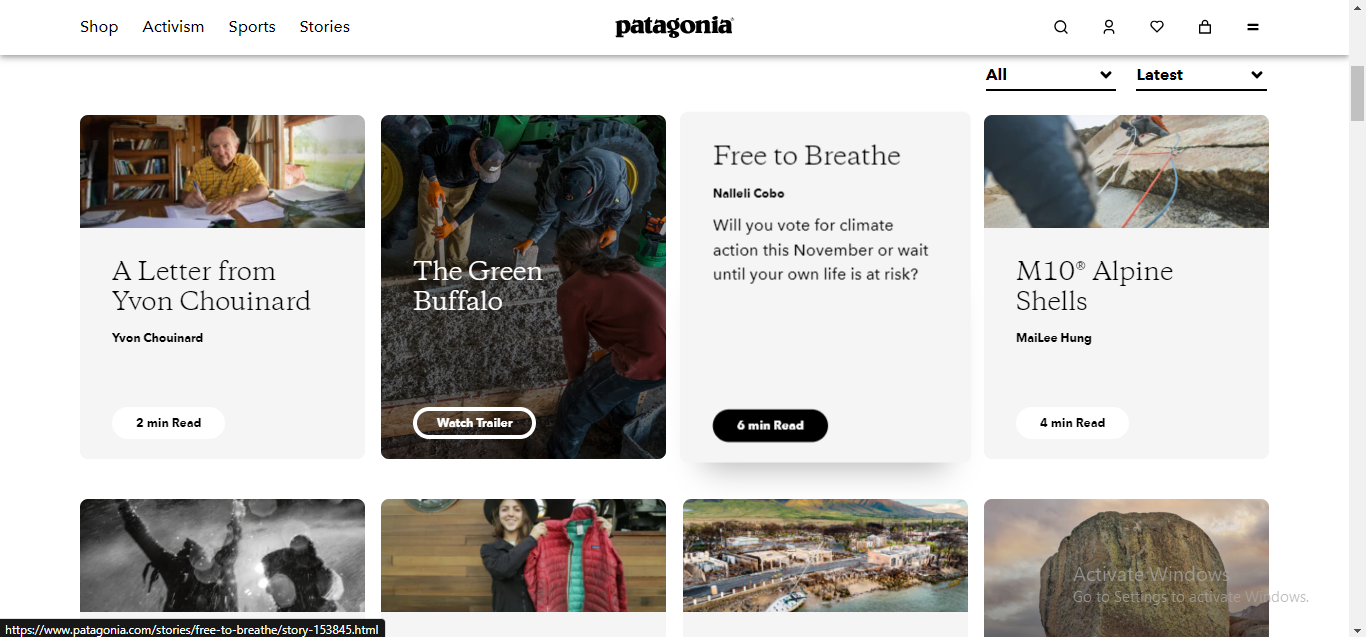 Shop Activism Sports Stories
patagonia®
All
Latest
A Letter from
Yvon Chouinard
Yvon Chouinard
2 min Read
The Green
Buffalo
Watch Trailer
Free to Breathe
Nalleli Cobo
Will you vote for climate
action this November or wait
until your own life is at risk?
6 min Read
M10® Alpine
Shells
MaiLee Hung
4 min Read
Activate Windows
Go to Settings to activate Windows.
https://www.patagonia.com/stories/free-to-breathe/story-153845.html